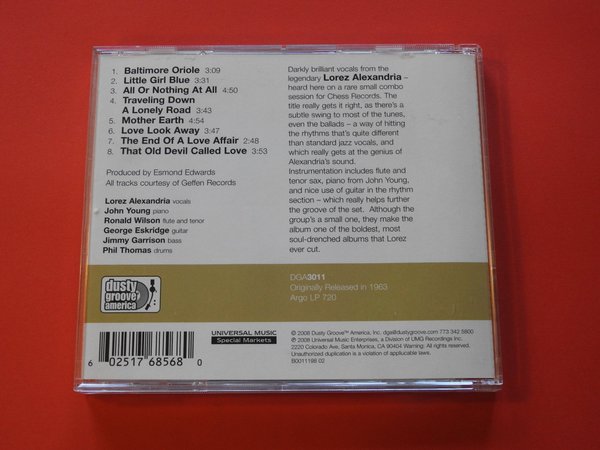 1. Baltimore Oriole 3:09
2. Little Girl Blue 3:31
3. All Or Nothing At All 4:50
4. Traveling Down
A Lonely Road 3:43
5. Mother Earth 4:54
6. Love Look Away 3:47
7. The End Of A Love Affair 2:48
8. That Old Devil Called Love 3:53
Produced by Esmond Edwards
All tracks courtesy of Geffen Records
Lorez Alexandria vocals
John Young piano
Ronald Wilson flute and tenor
George Eskridge guitar
Jimmy Garrison bass
Phil Thomas drums
Darkly brilliant vocals from the
legendary Lorez Alexandria –
heard here on a rare small combo
session for Chess Records. The
title really gets it right, as there's a
subtle swing to most of the tunes,
even the ballads – a way of hitting
the rhythms that's quite different
than standard jazz vocals, and
which really gets at the genius of
Alexandria's sound.
Instrumentation includes flute and
tenor sax, piano from John Young,
and nice use of guitar in the rhythm
section – which really helps further
the groove of the set. Although the
group's a small one, they make the
album one of the boldest, most
soul-drenched albums that Lorez
ever cut.
dusty
groove
america
DGA3011
Originally Released in 1963
Argo LP 720
6 02517 68568 0
UNIVERSAL MUSIC
Special Markets
℗ 2008 Dusty Groove™ America, Inc. dga@dustygroove.com 773 342 5800
℗ 2008 Universal Music Enterprises, a Division of UMG Recordings Inc.
2220 Colorado Ave, Santa Monica, CA 90404 Warning: All rights reserved.
Unauthorized duplication is a violation of appliucable laws.
B0011198 02